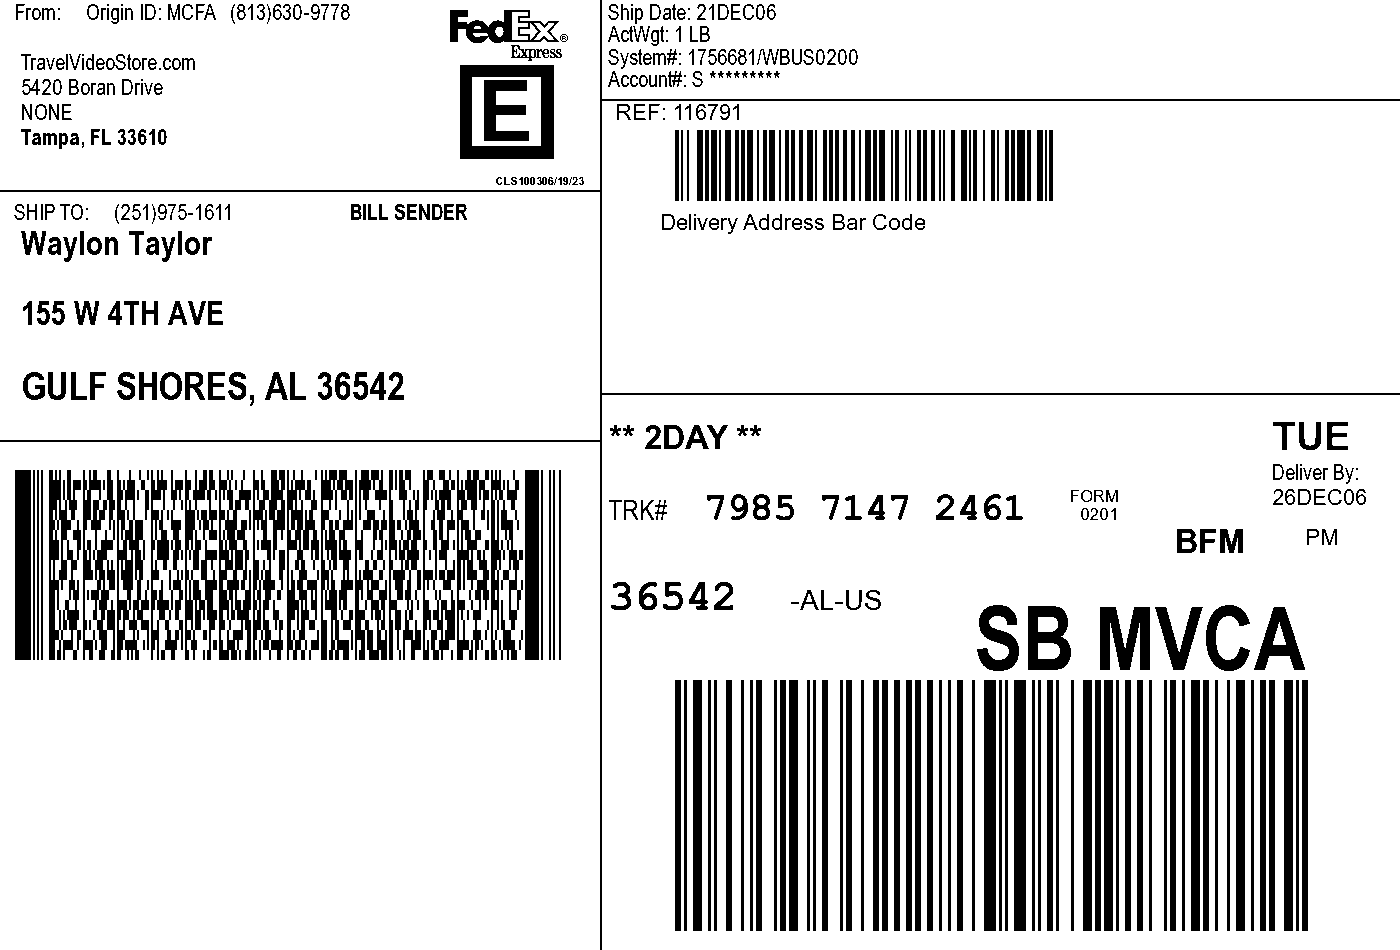 From: Origin ID: MCFA (813)630-9778
TravelVideoStore.com
5420 Boran Drive
NONE
Tampa, FL 33610
FedEx®
Express
E
CLS100306/19/23
Ship Date: 21DEC06
ActWgt: 1 LB
System#: 1756681/WBUS0200
Account#: S *********
REF: 116791
Delivery Address Bar Code
SHIP TO: (251)975-1611 BILL SENDER
Waylon Taylor
155 W 4TH AVE
GULF SHORES, AL 36542
** 2DAY **
TUE
Deliver By:
26DEC06
TRK# 7985 7147 2461 FORM
0201
BFM PM
36542 -AL-US
SB MVCA